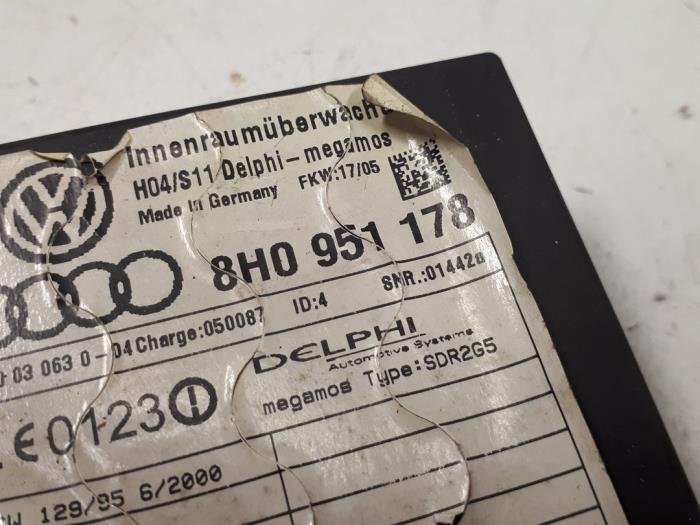 Innenraumüberwach
H04/S11 Delphi-megamos
Made in Germany FKW:17/05
8H0 951 178
03 063 0 -04 Charge:050087 ID:4 SNR.:01442
DELPHI
Automotive Systems
megamos Type:SDR2G5
CE0123
129/95 6/2000